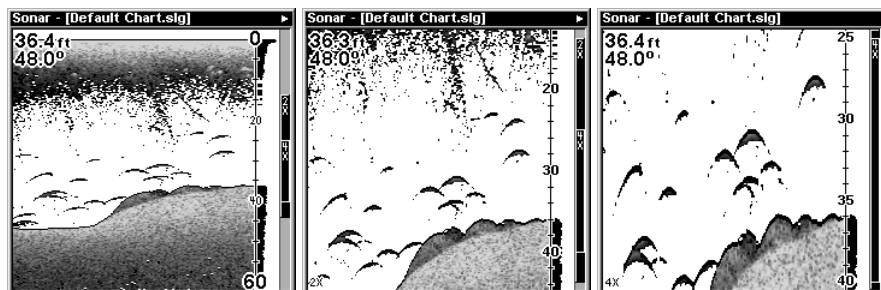 Sonar - [Default Chart.slg]
36.4 ft
48.0°
0
20
40
60
2X
4X
Sonar - [Default Chart.slg]
36.3 ft
48.0°
20
30
40
2X
4X
2X
Sonar - [Default Chart.slg]
36.4 ft
48.0°
25
30
35
40
4X
4X